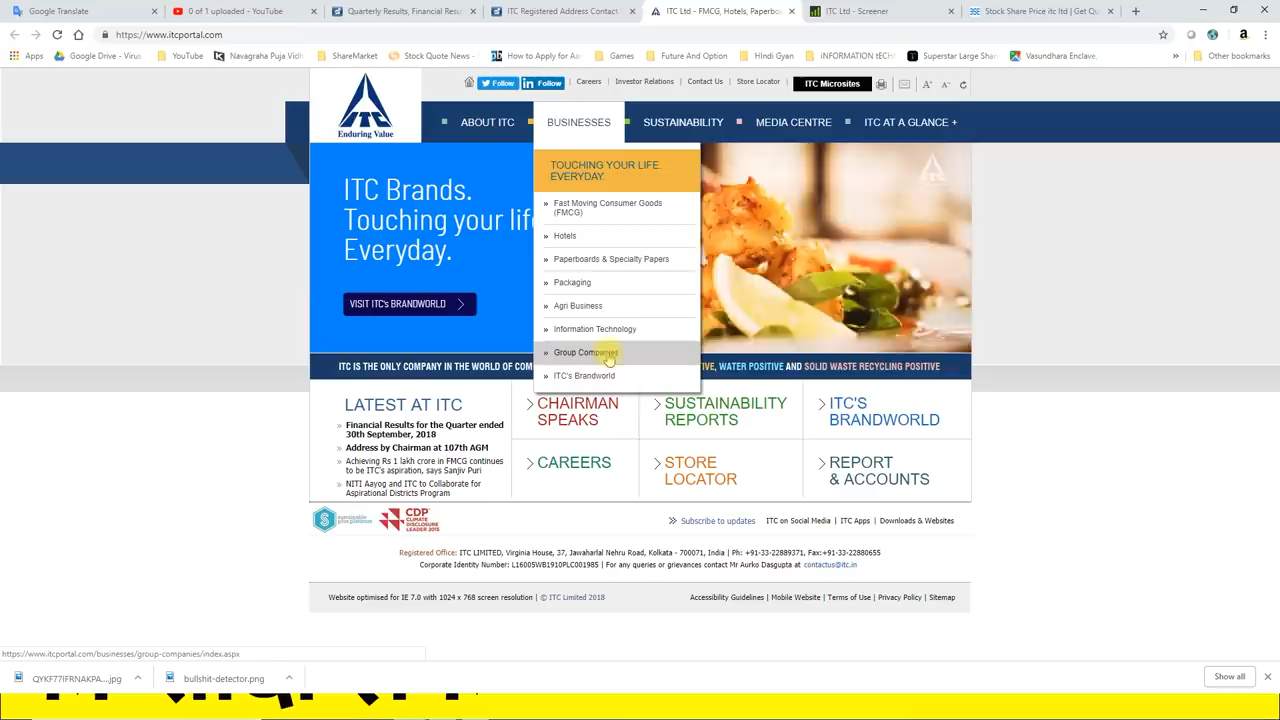 Google Translate
0 of 1 uploaded - YouTube
Quarterly Results, Financial Resu
ITC Registered Address Contact
ITC Ltd - FMCG, Hotels, Paperbo
ITC Ltd - Screener
Stock Share Price itc ltd | Get Qu
https://www.itcportal.com
Apps
Google Drive - Virus
YouTube
Navagraha Puja Vidh
ShareMarket
Stock Quote News -
How to Apply for Aa
Games
Future And Option
HIndi Gyan
iNFORMATION tECH
Superstar Large Shar
Vasundhara Enclave,
Other bookmarks
Follow
Follow
Careers
Investor Relations
Contact Us
Store Locator
ITC Microsites
A+
A-
ITC
Enduring Value
ABOUT ITC
BUSINESSES
SUSTAINABILITY
MEDIA CENTRE
ITC AT A GLANCE +
ITC Brands.
Touching your life
Everyday.
VISIT ITC's BRANDWORLD
TOUCHING YOUR LIFE.
EVERYDAY.
» Fast Moving Consumer Goods
(FMCG)
» Hotels
» Paperboards & Specialty Papers
» Packaging
» Agri Business
» Information Technology
» Group Companies
» ITC's Brandworld
ITC IS THE ONLY COMPANY IN THE WORLD OF COM
WATER POSITIVE AND SOLID WASTE RECYCLING POSITIVE
LATEST AT ITC
» Financial Results for the Quarter ended
30th September, 2018
» Address by Chairman at 107th AGM
» Achieving Rs 1 lakh crore in FMCG continues
to be ITC's aspiration, says Sanjiv Puri
» NITI Aayog and ITC to Collaborate for
Aspirational Districts Program
CHAIRMAN
SPEAKS
SUSTAINABILITY
REPORTS
ITC'S
BRANDWORLD
CAREERS
STORE
LOCATOR
REPORT
& ACCOUNTS
CDP
CLIMATE
DISCLOSURE
LEADER 2015
Subscribe to updates
ITC on Social Media | ITC Apps | Downloads & Websites
Registered Office: ITC LIMITED, Virginia House, 37, Jawaharlal Nehru Road, Kolkata - 700071, India | Ph: +91-33-22889371, Fax:+91-33-22880655
Corporate Identity Number: L16005WB1910PLC001985 | For any queries or grievances contact Mr Aurko Dasgupta at contactus@itc.in
Website optimised for IE 7.0 with 1024 x 768 screen resolution | © ITC Limited 2018
Accessibility Guidelines | Mobile Website | Terms of Use | Privacy Policy | Sitemap
https://www.itcportal.com/businesses/group-companies/index.aspx
QYKF77IFRNAKPA....jpg
bullshit-detector.png
Show all